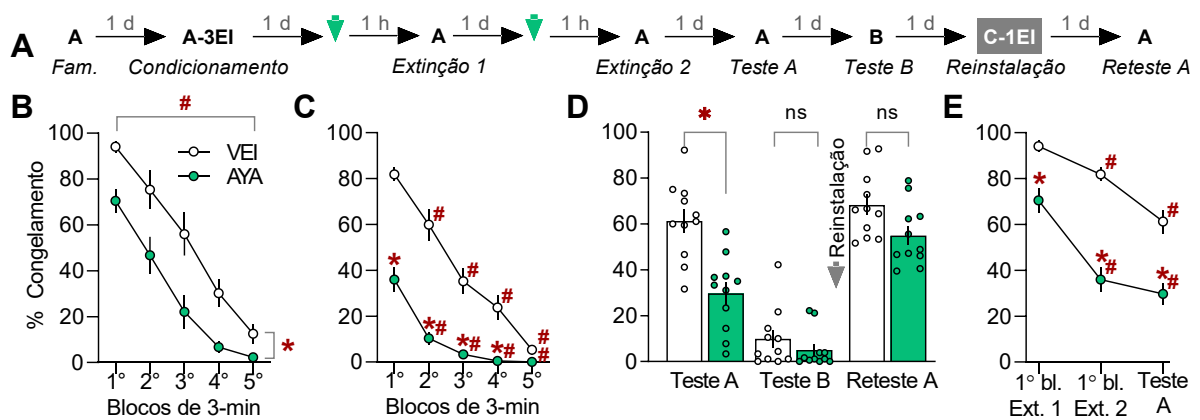 A
A 1 d A-3EI 1 d 1 h A 1 d 1 h A 1 d A 1 d B 1 d C-1EI 1 d A
Fam. Condicionamento Extinção 1 Extinção 2 Teste A Teste B Reinstalação Reteste A
B
#
VEI
AYA
% Congelamento
100
80
60
40
20
0
*
1° 2° 3° 4° 5°
Blocos de 3-min
C
100
80
60
40
20
0
# # # #
* *# *# *# #
1° 2° 3° 4° 5°
Blocos de 3-min
D
* ns ns
100
80
60
40
20
0
Reinstalação
Teste A Teste B Reteste A
E
100
80
60
40
20
0
# #
* *# *#
1° bl. 1° bl. Teste
Ext. 1 Ext. 2 A